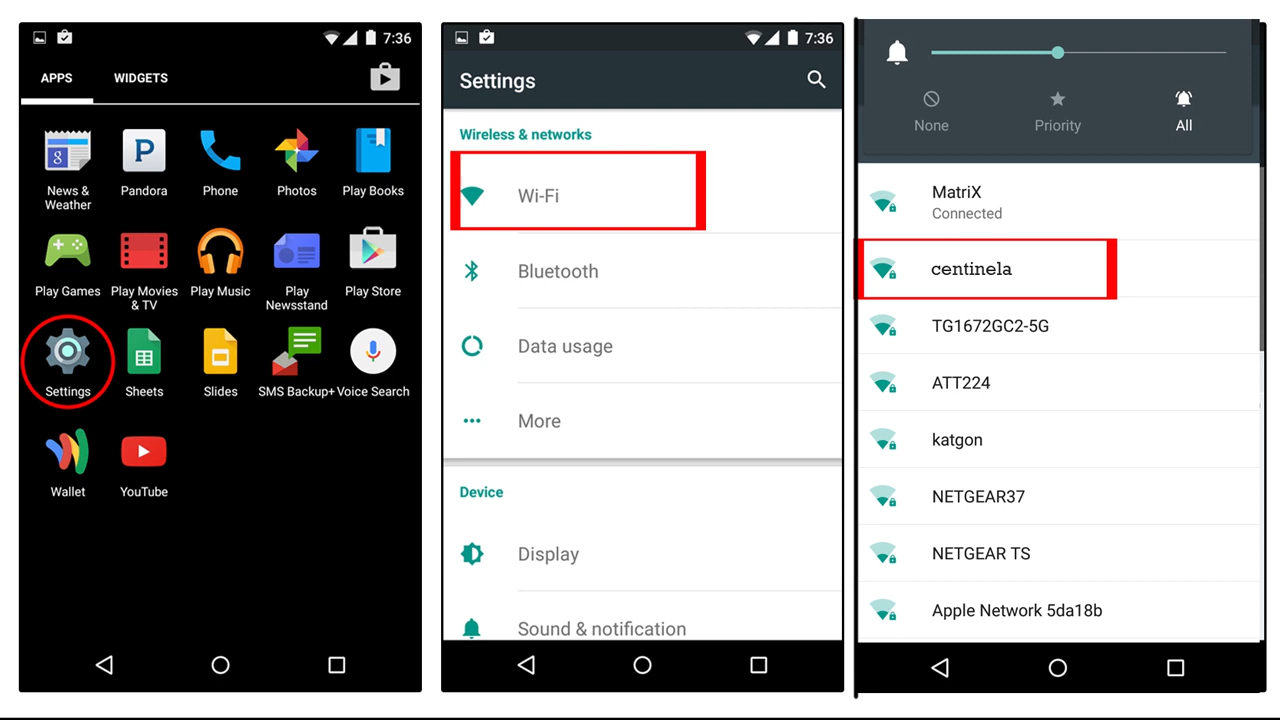 7:36
APPS WIDGETS
News & Weather
Pandora
Phone
Photos
Play Books
Play Games
Play Movies & TV
Play Music
Play Newsstand
Play Store
Settings
Sheets
Slides
SMS Backup+
Voice Search
Wallet
YouTube
7:36
Settings
Wireless & networks
Wi-Fi
Bluetooth
Data usage
More
Device
Display
Sound & notification
None
Priority
All
MatriX
Connected
centinela
TG1672GC2-5G
ATT224
katgon
NETGEAR37
NETGEAR TS
Apple Network 5da18b